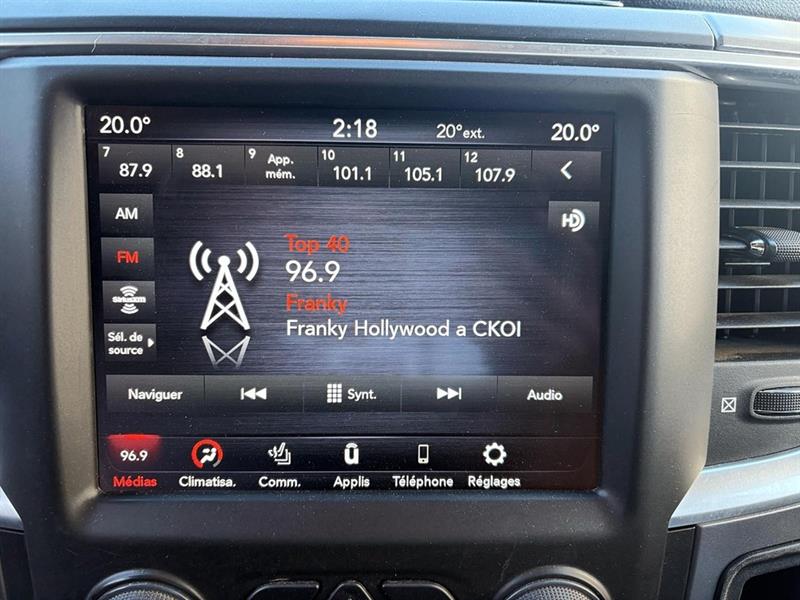 20.0° 2:18 20°ext. 20.0°
7 87.9 8 88.1 9 App. mém. 10 101.1 11 105.1 12 107.9
AM
HD
FM
Top 40
96.9
SiriusXM
Franky
Franky Hollywood a CKOI
Sél. de
source
Naviguer Synt. Audio
96.9
Médias Climatisa. Comm. Applis Téléphone Réglages